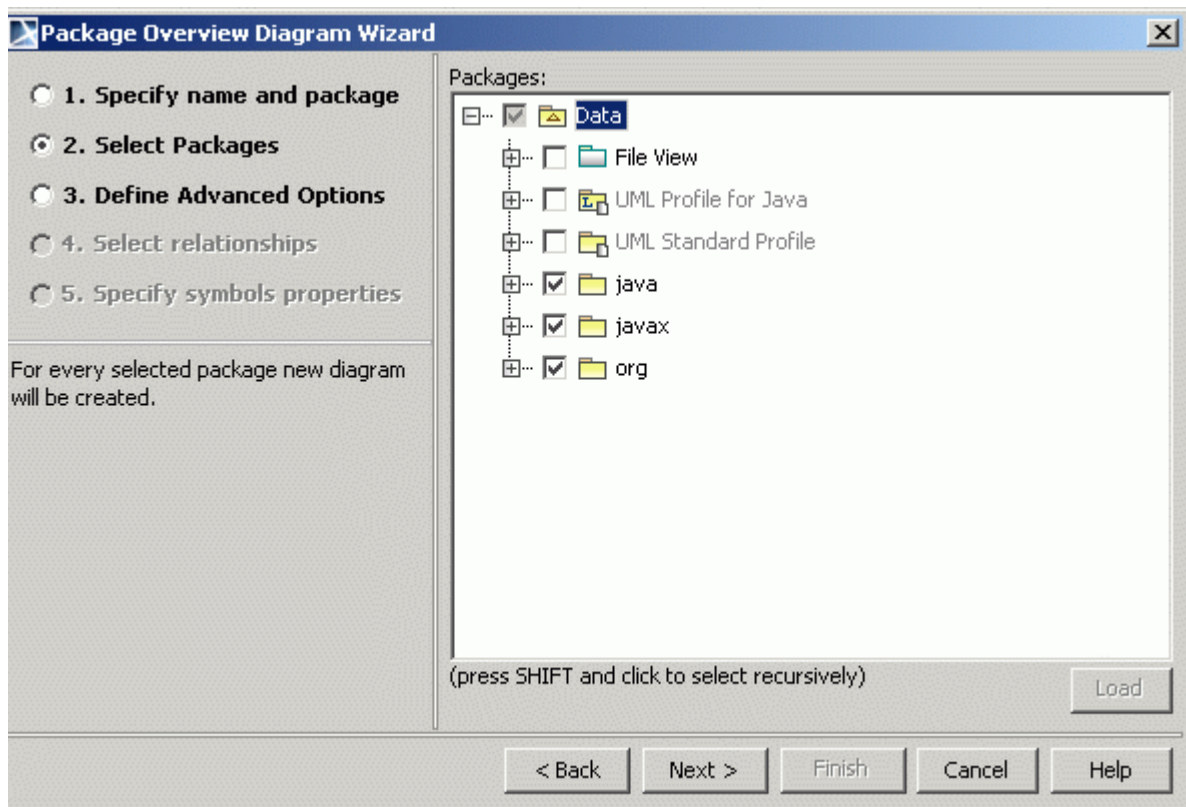 Package Overview Diagram Wizard
1. Specify name and package
2. Select Packages
3. Define Advanced Options
4. Select relationships
5. Specify symbols properties
For every selected package new diagram
will be created.
Packages:
Data
File View
UML Profile for Java
UML Standard Profile
java
javax
org
(press SHIFT and click to select recursively)
Load
< Back
Next >
Finish
Cancel
Help